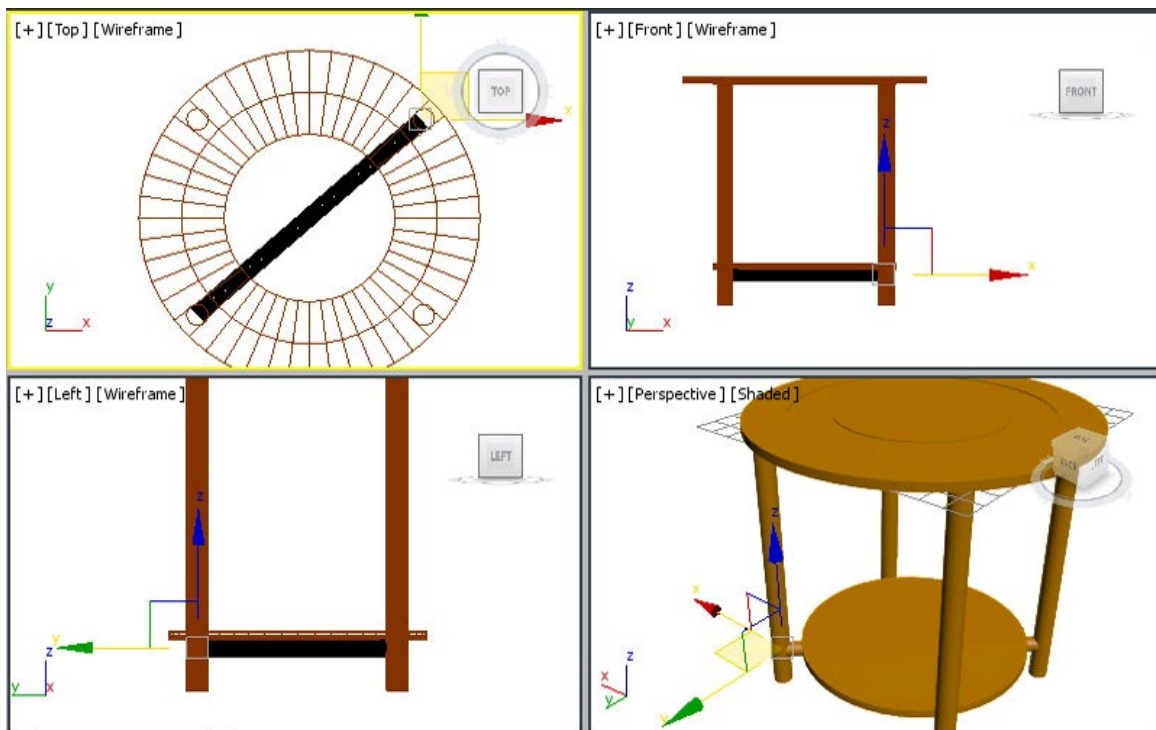 [+] [Top] [Wireframe]
TOP
x
y
z x
[+] [Front] [Wireframe]
FRONT
z
x
z
y x
[+] [Left] [Wireframe]
LEFT
z
y
z
y x
[+] [Perspective] [Shaded]
z
x
y
z
x
y